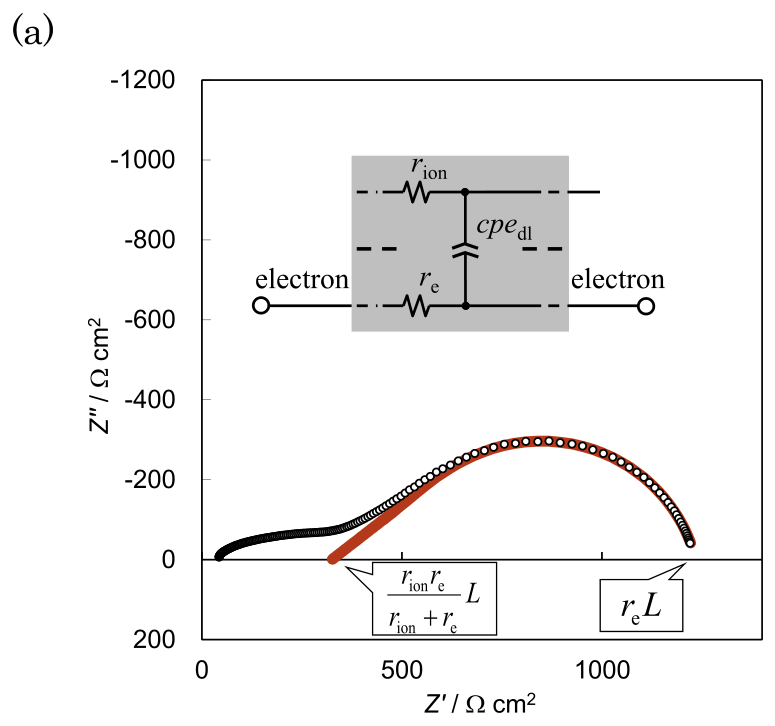 (a)
-1200
-1000
-800
-600
-400
-200
0
200
Z″ / Ω cm²
r_ion
cpe_dl
electron
r_e
electron
r_ion r_e / r_ion + r_e L
r_e L
0
500
1000
Z′ / Ω cm²